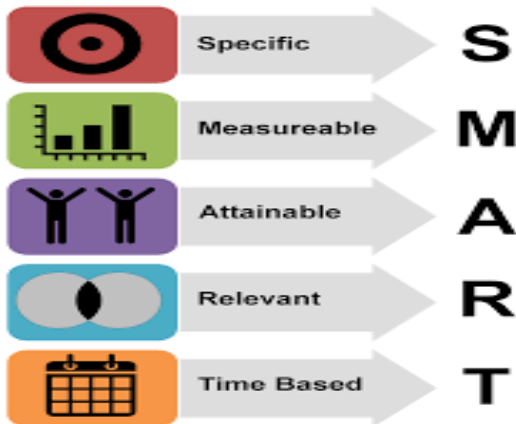 Specific S
Measureable M
Attainable A
Relevant R
Time Based T